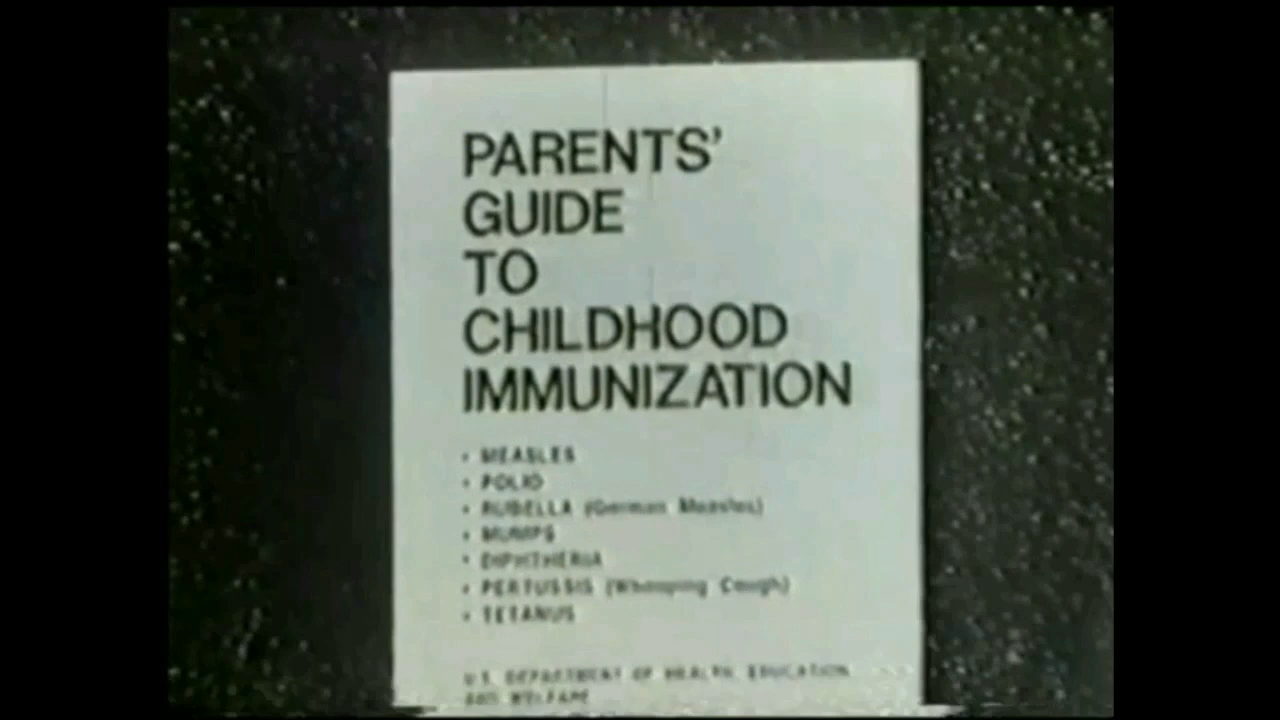 PARENTS'
GUIDE
TO
CHILDHOOD
IMMUNIZATION
• MEASLES
• POLIO
• RUBELLA (German Measles)
• MUMPS
• DIPHTHERIA
• PERTUSSIS (Whooping Cough)
• TETANUS
U.S. DEPARTMENT OF HEALTH, EDUCATION
AND WELFARE